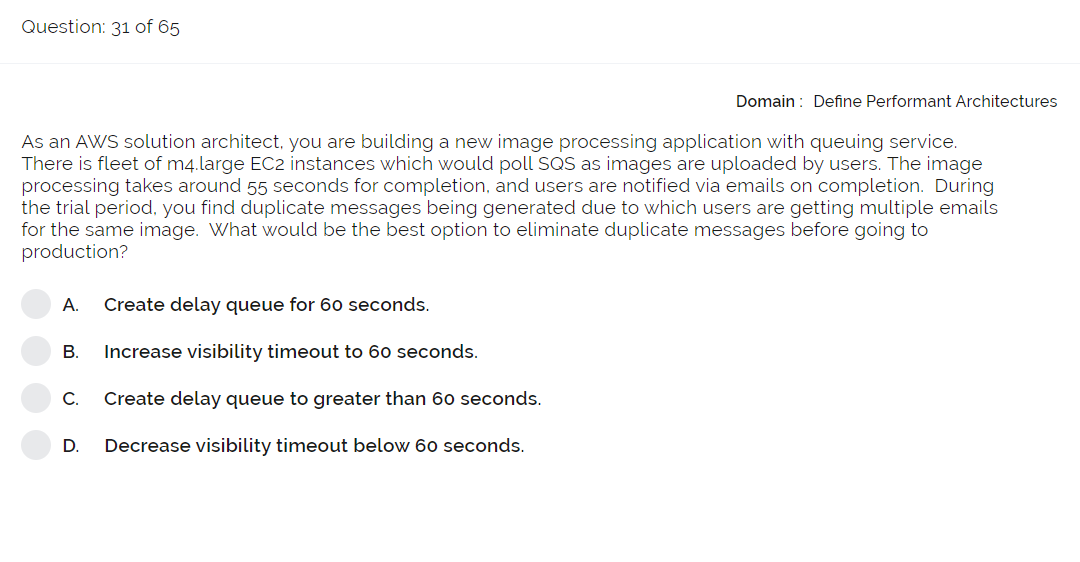 Question: 31 of 65
Domain : Define Performant Architectures
As an AWS solution architect, you are building a new image processing application with queuing service.
There is fleet of m4.large EC2 instances which would poll SQS as images are uploaded by users. The image
processing takes around 55 seconds for completion, and users are notified via emails on completion. During
the trial period, you find duplicate messages being generated due to which users are getting multiple emails
for the same image. What would be the best option to eliminate duplicate messages before going to
production?
A. Create delay queue for 60 seconds.
B. Increase visibility timeout to 60 seconds.
C. Create delay queue to greater than 60 seconds.
D. Decrease visibility timeout below 60 seconds.